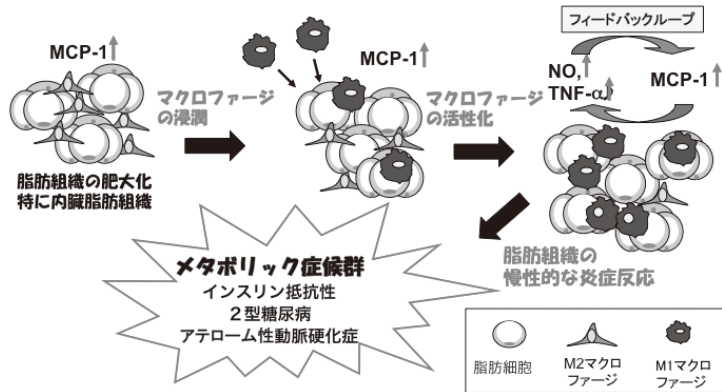 MCP-1↑
脂肪組織の肥大化
特に内臓脂肪組織
マクロファージ
の浸潤
MCP-1↑
マクロファージ
の活性化
フィードバックループ
NO,↑
TNF-α↑
MCP-1↑
脂肪組織の
慢性的な炎症反応
メタボリック症候群
インスリン抵抗性
2型糖尿病
アテローム性動脈硬化症
脂肪細胞
M2マクロ
ファージ
M1マクロ
ファージ